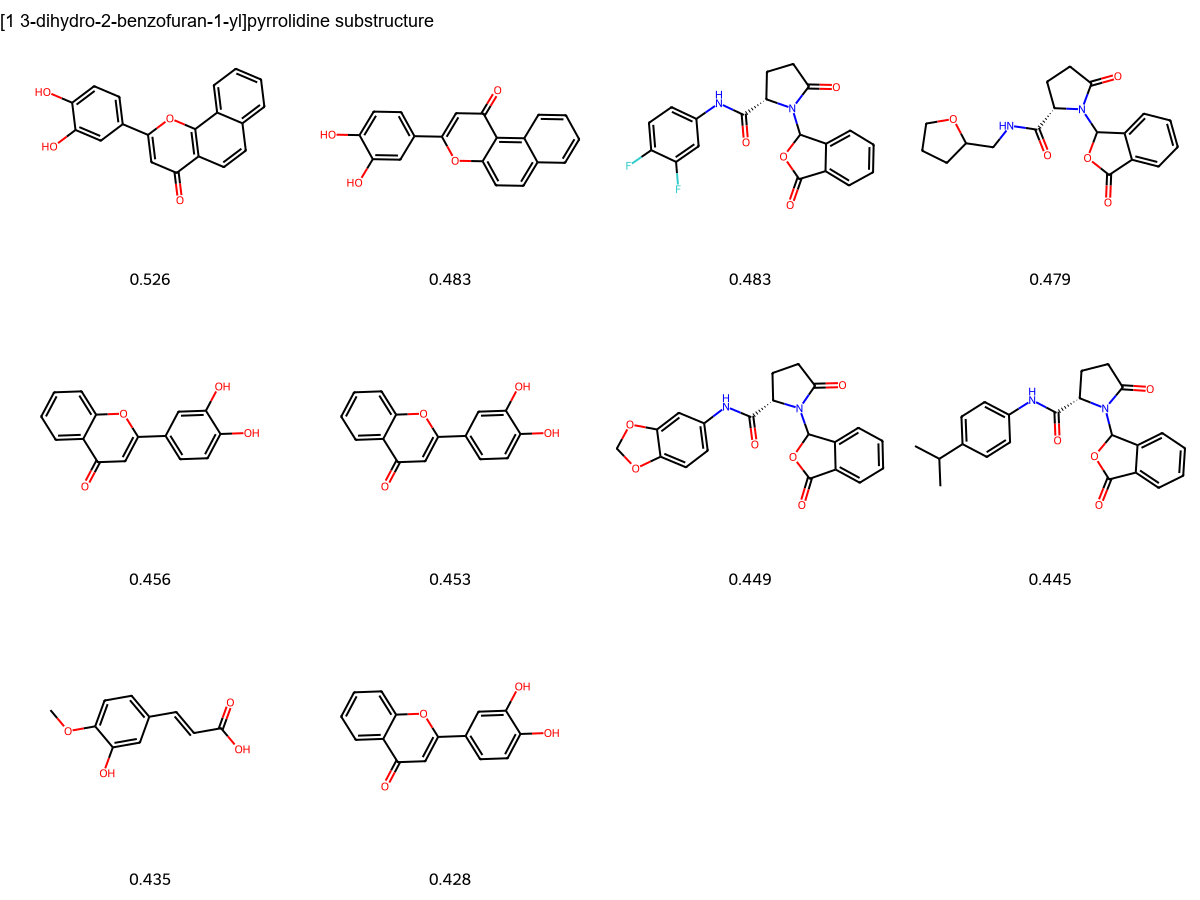 [1 3-dihydro-2-benzofuran-1-yl]pyrrolidine substructure
HO
HO
O
O
0.526
HO
HO
O
O
0.483
F
F
H
N
O
N
O
O
O
0.483
O
HN
O
N
O
O
O
0.479
O
O
OH
OH
0.456
O
O
OH
OH
0.453
O
O
H
N
O
N
O
O
O
0.449
H
N
O
N
O
O
O
0.445
O
OH
O
OH
0.435
O
O
OH
OH
0.428